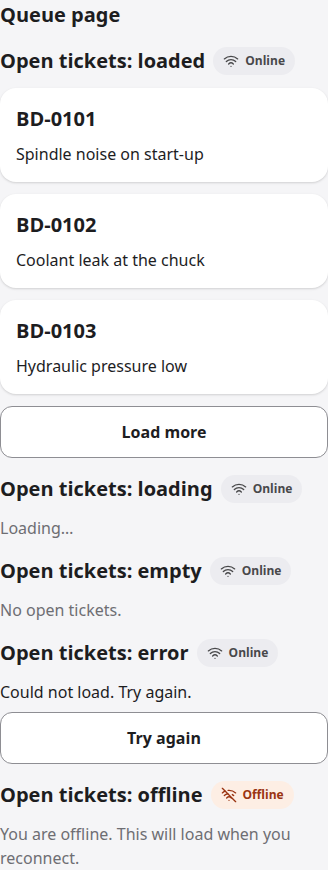 Queue page
Open tickets: loaded Online
BD-0101
Spindle noise on start-up
BD-0102
Coolant leak at the chuck
BD-0103
Hydraulic pressure low
Load more
Open tickets: loading Online
Loading...
Open tickets: empty Online
No open tickets.
Open tickets: error Online
Could not load. Try again.
Try again
Open tickets: offline Offline
You are offline. This will load when you
reconnect.